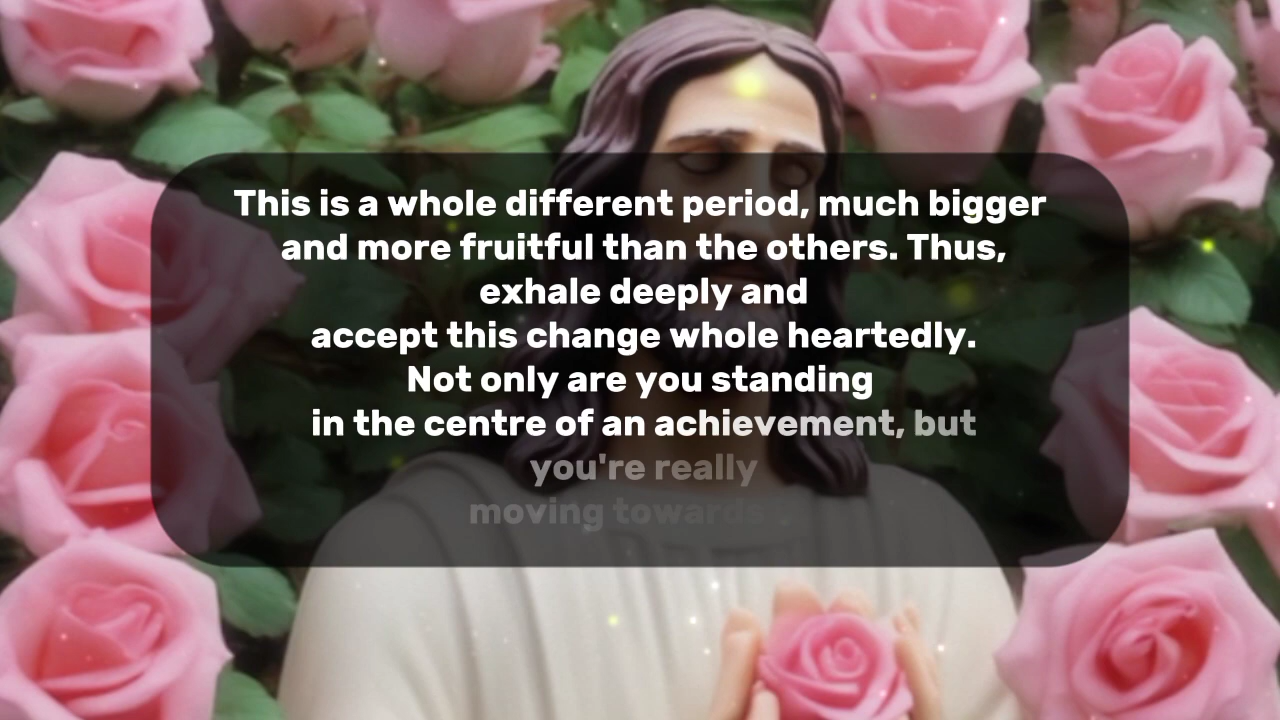 This is a whole different period, much bigger
and more fruitful than the others. Thus,
exhale deeply and
accept this change whole heartedly.
Not only are you standing
in the centre of an achievement, but
you're really
moving towards